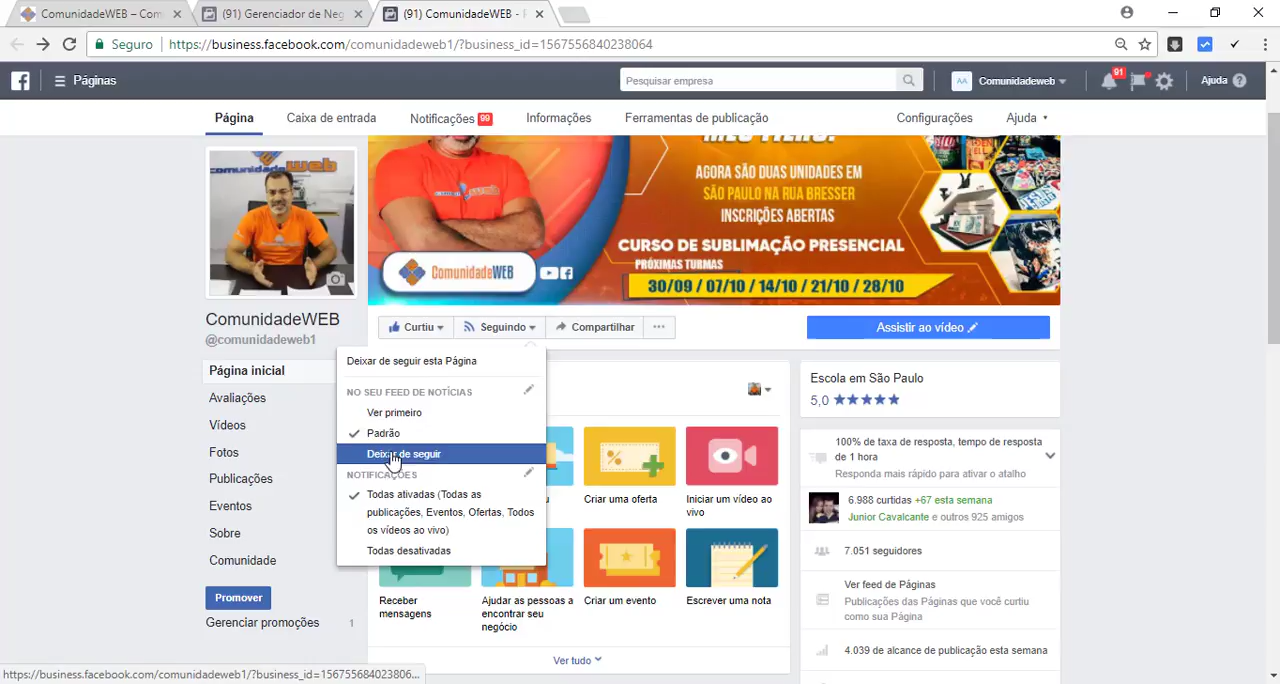 ComunidadeWEB – Com
(91) Gerenciador de Neg
(91) ComunidadeWEB - P
Seguro
https://business.facebook.com/comunidadeweb1/?business_id=1567556840238064
Páginas
Pesquisar empresa
AA
Comunidadeweb
91
Ajuda
Página
Caixa de entrada
Notificações 99
Informações
Ferramentas de publicação
Configurações
Ajuda
AGORA SÃO DUAS UNIDADES EM
SÃO PAULO NA RUA BRESSER
INSCRIÇÕES ABERTAS
CURSO DE SUBLIMAÇÃO PRESENCIAL
PRÓXIMAS TURMAS
30/09 / 07/10 / 14/10 / 21/10 / 28/10
ComunidadeWEB
ComunidadeWEB
@comunidadeweb1
Página inicial
Avaliações
Vídeos
Fotos
Publicações
Eventos
Sobre
Comunidade
Promover
Gerenciar promoções 1
Curtiu
Seguindo
Compartilhar
Assistir ao vídeo
Deixar de seguir esta Página
NO SEU FEED DE NOTÍCIAS
Ver primeiro
Padrão
Deixar de seguir
NOTIFICAÇÕES
Todas ativadas (Todas as
publicações, Eventos, Ofertas, Todos
os vídeos ao vivo)
Todas desativadas
Criar uma oferta
Iniciar um vídeo ao
vivo
Receber
mensagens
Ajudar as pessoas a
encontrar seu
negócio
Criar um evento
Escrever uma nota
Ver tudo
Escola em São Paulo
5,0
100% de taxa de resposta, tempo de resposta
de 1 hora
Responda mais rápido para ativar o atalho
6.988 curtidas +67 esta semana
Junior Cavalcante e outros 925 amigos
7.051 seguidores
Ver feed de Páginas
Publicações das Páginas que você curtiu
como sua Página
4.039 de alcance de publicação esta semana
https://business.facebook.com/comunidadeweb1/?business_id=156755684023806...